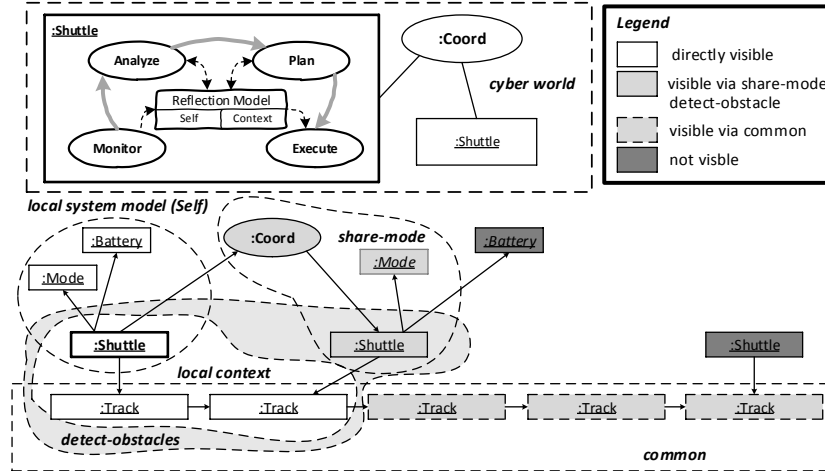 :Shuttle
Analyze
Plan
Reflection Model
Self
Context
Monitor
Execute
:Coord
cyber world
:Shuttle
Legend
directly visible
visible via share-mode
detect-obstacle
visible via common
not visble
local system model (Self)
:Battery
:Mode
:Coord
share-mode
:Mode
:Battery
:Shuttle
:Shuttle
:Shuttle
local context
:Track
:Track
:Track
:Track
:Track
detect-obstacles
common